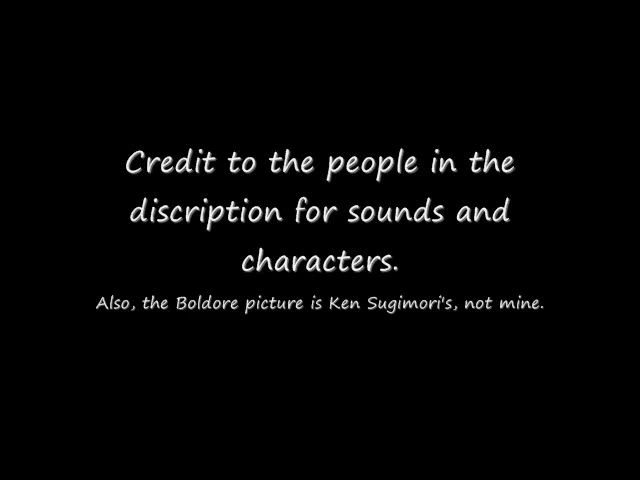 Credit to the people in the
discription for sounds and
characters.
Also, the Boldore picture is Ken Sugimori's, not mine.